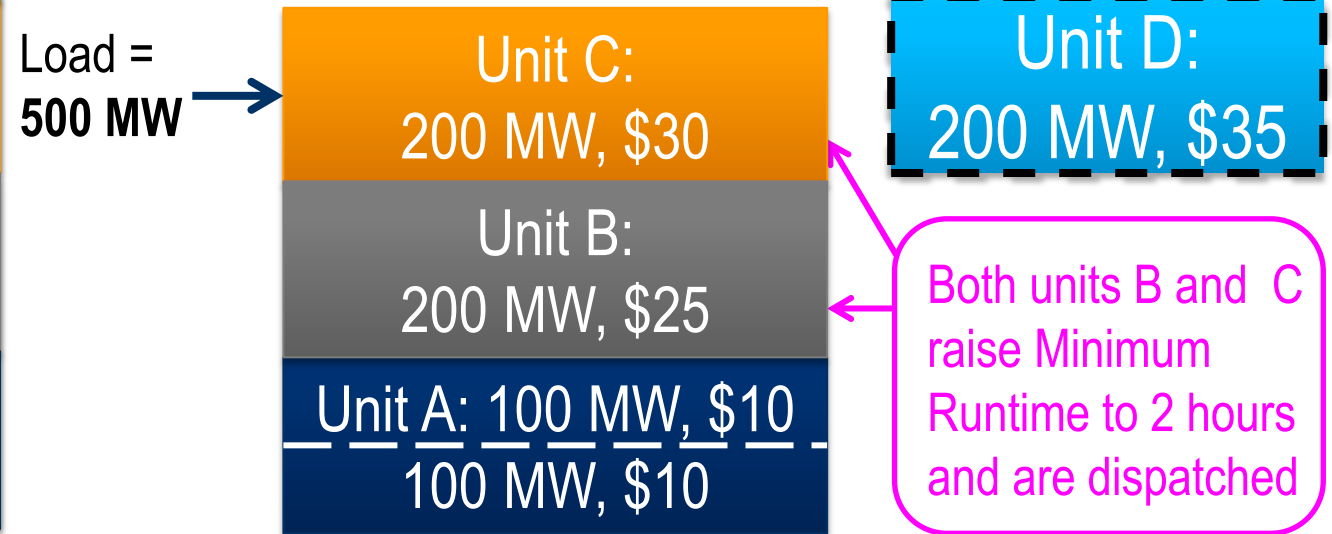 Load =
500 MW
Unit C:
200 MW, $30
Unit B:
200 MW, $25
Unit A: 100 MW, $10
100 MW, $10
Unit D:
200 MW, $35
Both units B and C
raise Minimum
Runtime to 2 hours
and are dispatched